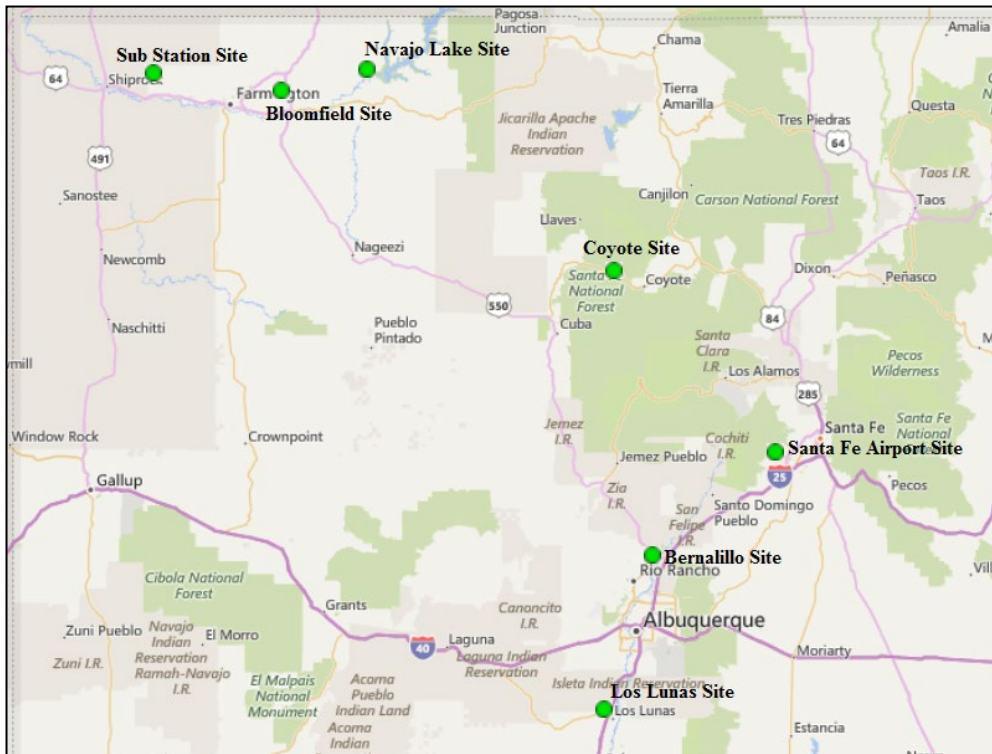 Pagosa
Junction
Amalia
Sub Station Site
Navajo Lake Site
Chama
64
Shiprock
Farmington
Bloomfield Site
Tierra
Amarilla
Questa
Jicarilla Apache
Indian
Reservation
Tres Piedras
64
491
Taos I.R.
Sanostee
Canjilon
Carson National Forest
Taos
Llaves
Newcomb
Nageezi
Coyote Site
Santa Fe
National
Forest
Coyote
Dixon
Peñasco
550
84
Naschitti
Pueblo
Pintado
Cuba
Santa
Clara
I.R.
Los Alamos
Pecos
Wilderness
285
Window Rock
Crownpoint
Jemez
I.R.
Cochiti
I.R.
Santa Fe
Santa Fe
National
Santa Fe Airport Site
Jemez Pueblo
25
Gallup
Zia
I.R.
Santo Domingo
Pueblo
Pecos
San
Felipe
I.R.
Bernalillo Site
Rio Rancho
Cibola National
Forest
Grants
Canoncito
I.R.
Albuquerque
Zuni Pueblo
Navajo
Indian
Reservation
Ramah-Navajo
I.R.
El Morro
40
Laguna
Laguna Indian
Reservation
Moriarty
Zuni I.R.
El Malpais
National
Monument
Acoma
Pueblo
Indian Land
Acoma
Indian
Isleta Indian Reservation
Los Lunas Site
Los Lunas
Estancia